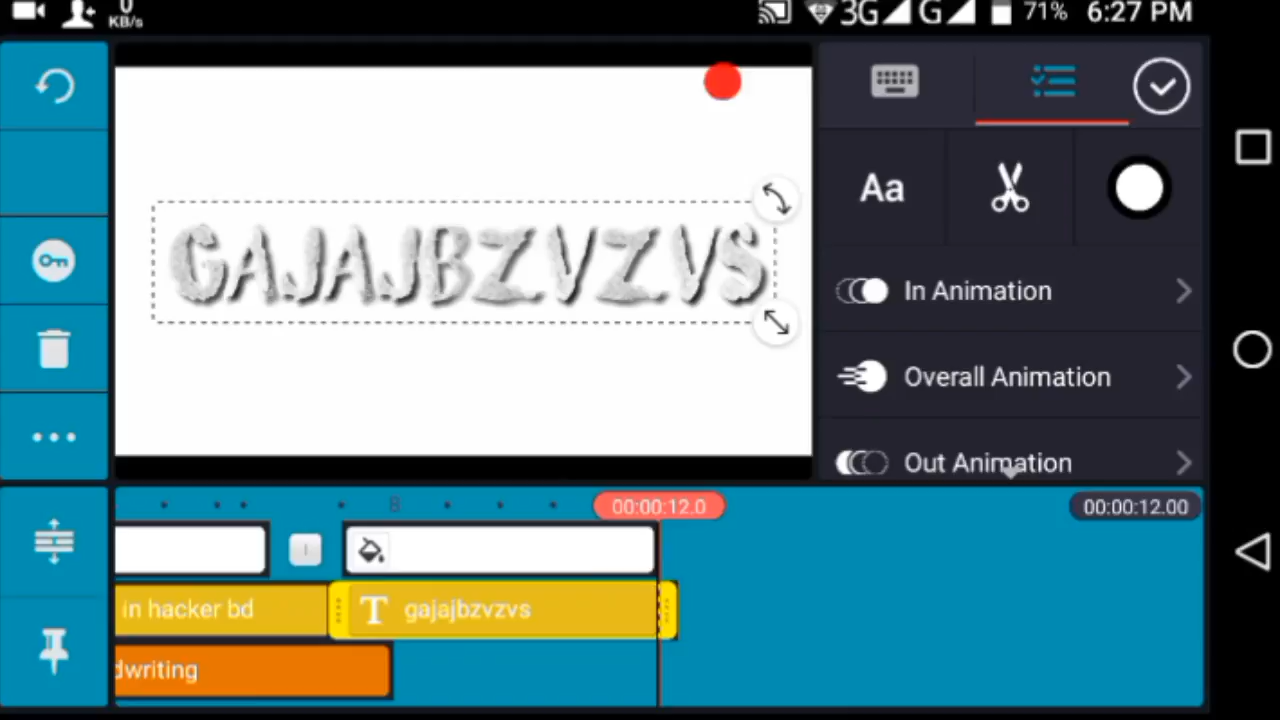 0
KB/s
3G G 71% 6:27 PM
GAJAJBZVZVS
Aa
In Animation
Overall Animation
Out Animation
8
00:00:12.0
00:00:12.00
in hacker bd
T gajajbzvzvs
dwriting